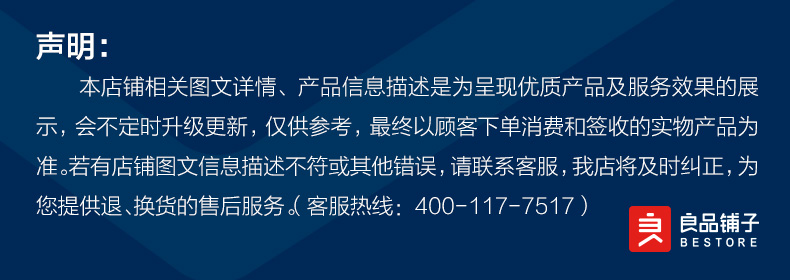 声明：
本店铺相关图文详情、产品信息描述是为呈现优质产品及服务效果的展
示，会不定时升级更新，仅供参考，最终以顾客下单消费和签收的实物产品为
准。若有店铺图文信息描述不符或其他错误，请联系客服，我店将及时纠正，为
您提供退、换货的售后服务。（客服热线：400-117-7517）
良品铺子
BESTORE